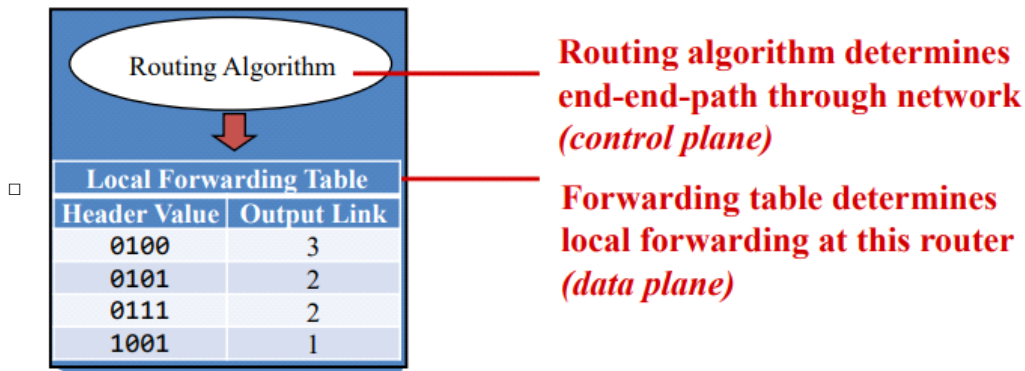 Routing Algorithm
Routing algorithm determines
end-end-path through network
(control plane)
Local Forwarding Table
Header Value Output Link
0100 3
0101 2
0111 2
1001 1
Forwarding table determines
local forwarding at this router
(data plane)